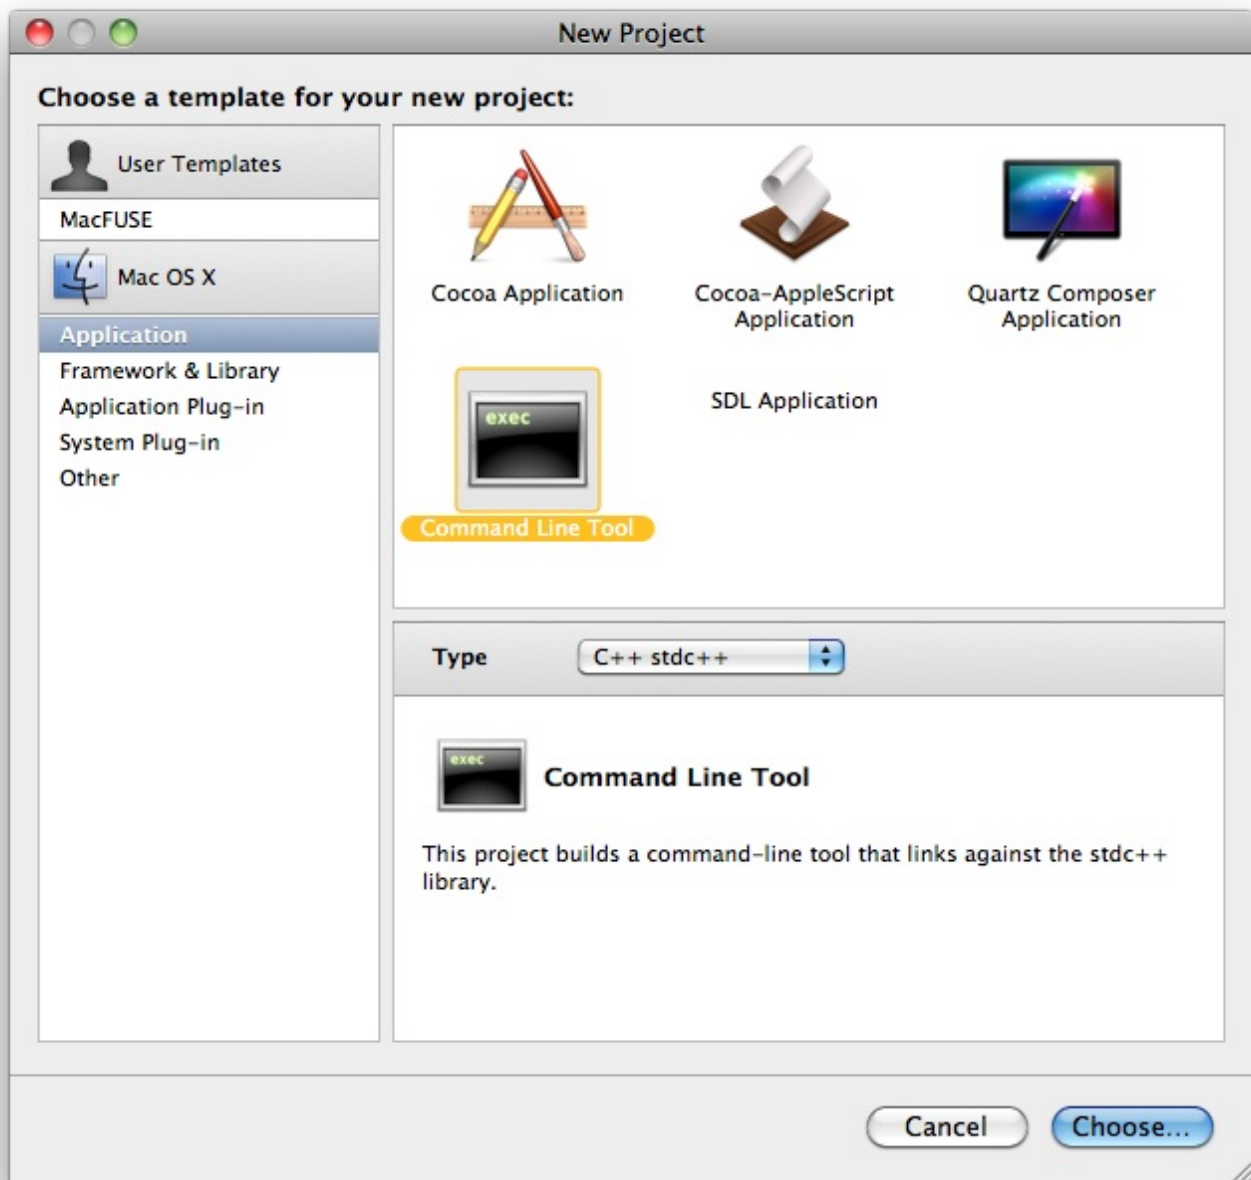 New Project
Choose a template for your new project:
User Templates
MacFUSE
Mac OS X
Application
Framework & Library
Application Plug-in
System Plug-in
Other
Cocoa Application
Cocoa-AppleScript
Application
Quartz Composer
Application
exec
Command Line Tool
SDL Application
Type
C++ stdc++
exec
Command Line Tool
This project builds a command-line tool that links against the stdc++
library.
Cancel
Choose...